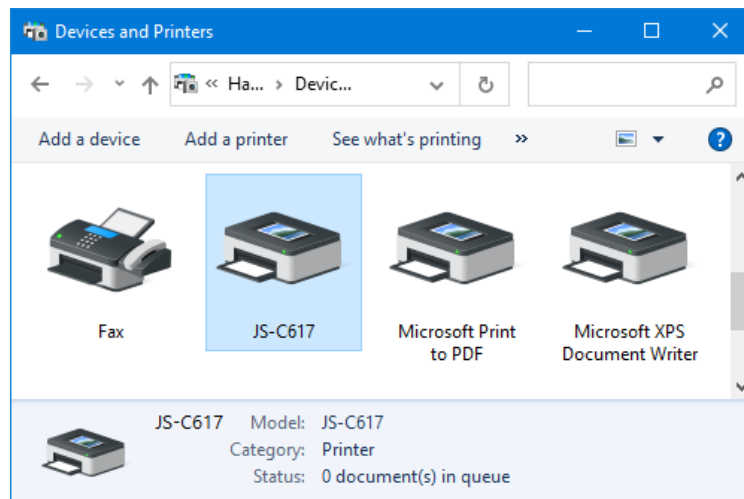 Devices and Printers
« Ha... › Devic...
Add a device Add a printer See what's printing »
Fax JS-C617 Microsoft Print to PDF Microsoft XPS Document Writer
JS-C617 Model: JS-C617
Category: Printer
Status: 0 document(s) in queue